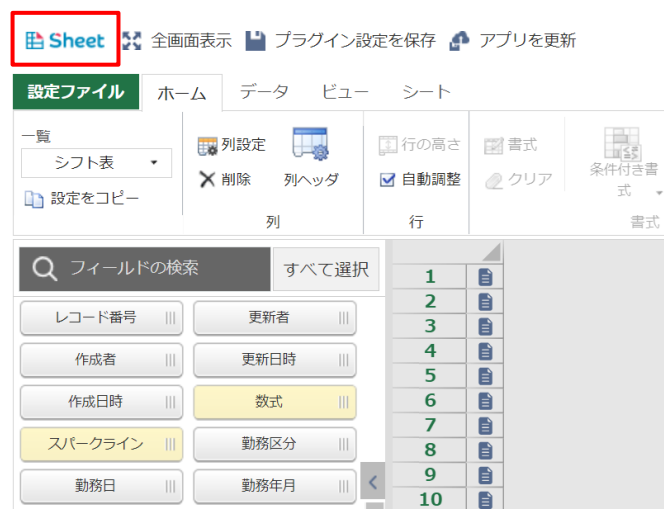 Sheet 全画面表示 プラグイン設定を保存 アプリを更新
設定ファイル ホーム データ ビュー シート
一覧
シフト表
設定をコピー
列設定
削除
列ヘッダ
列
行の高さ
自動調整
行
書式
クリア
条件付き書
式
書式
フィールドの検索 すべて選択
レコード番号 更新者
作成者 更新日時
作成日時 数式
スパークライン 勤務区分
勤務日 勤務年月
1
2
3
4
5
6
7
8
9
10